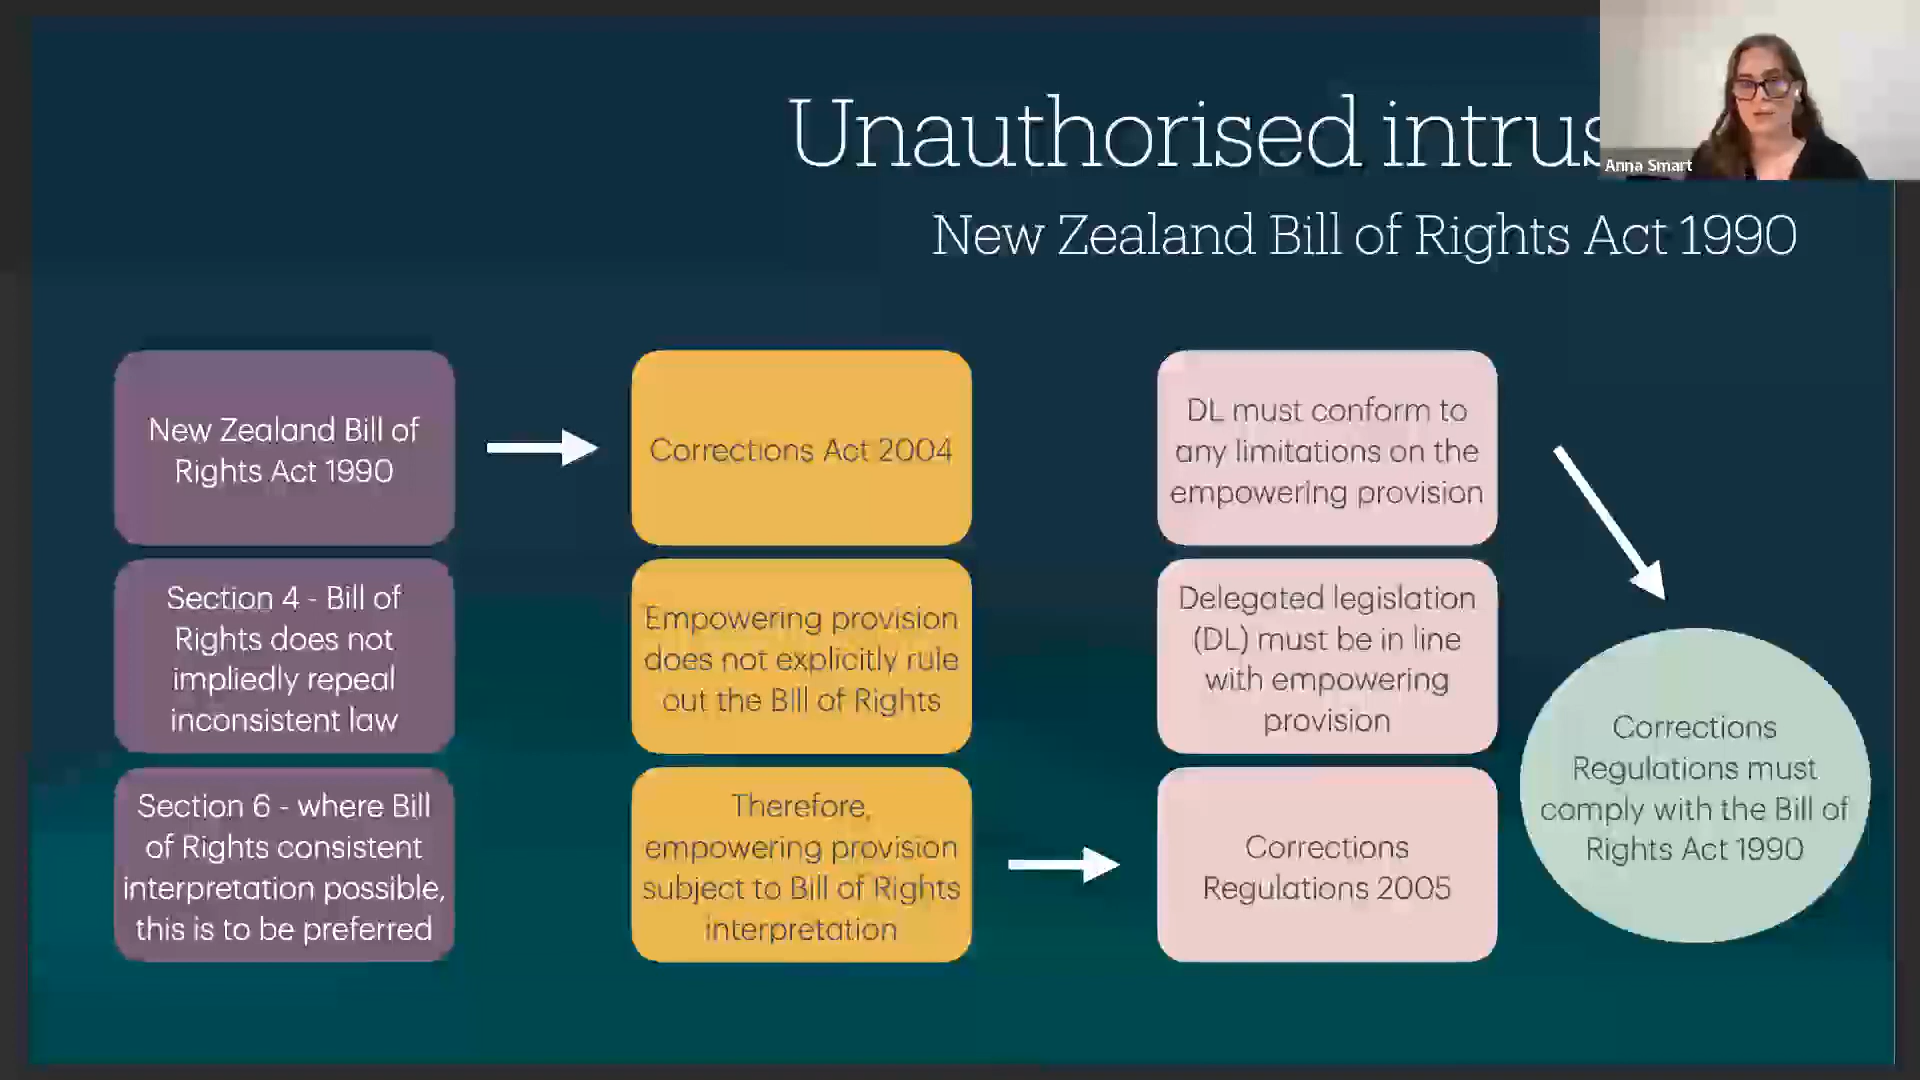 Unauthorised intrus
Anna Smart
New Zealand Bill of Rights Act 1990
New Zealand Bill of
Rights Act 1990
Section 4 - Bill of
Rights does not
impliedly repeal
inconsistent law
Section 6 - where Bill
of Rights consistent
interpretation possible,
this is to be preferred
Corrections Act 2004
Empowering provision
does not explicitly rule
out the Bill of Rights
Therefore,
empowering provision
subject to Bill of Rights
interpretation
DL must conform to
any limitations on the
empowering provision
Delegated legislation
(DL) must be in line
with empowering
provision
Corrections
Regulations 2005
Corrections
Regulations must
comply with the Bill of
Rights Act 1990